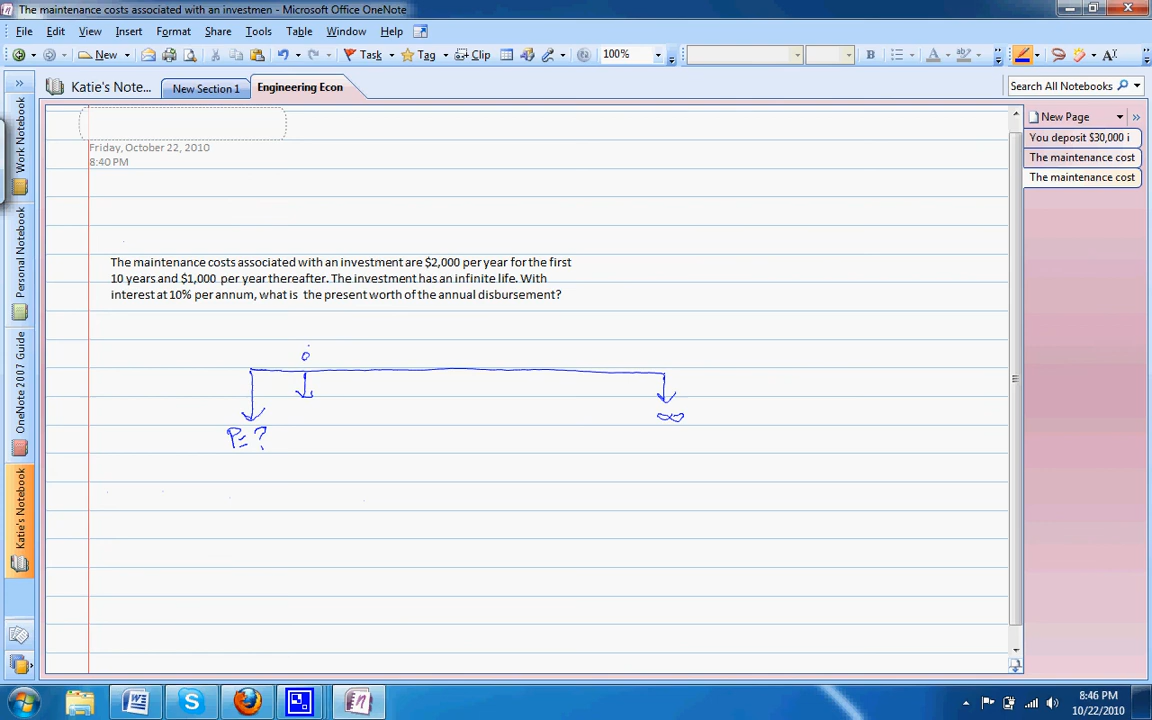 The maintenance costs associated with an investmen - Microsoft Office OneNote
File Edit View Insert Format Share Tools Table Window Help
New Task Tag Clip 100% B A ab A
Katie's Note... New Section 1 Engineering Econ Search All Notebooks
New Page
You deposit $30,000 i
The maintenance cost
The maintenance cost
Work Notebook
Personal Notebook
OneNote 2007 Guide
Katie's Notebook
Friday, October 22, 2010
8:40 PM
The maintenance costs associated with an investment are $2,000 per year for the first
10 years and $1,000 per year thereafter. The investment has an infinite life. With
interest at 10% per annum, what is the present worth of the annual disbursement?
P=?
∞
8:46 PM
10/22/2010